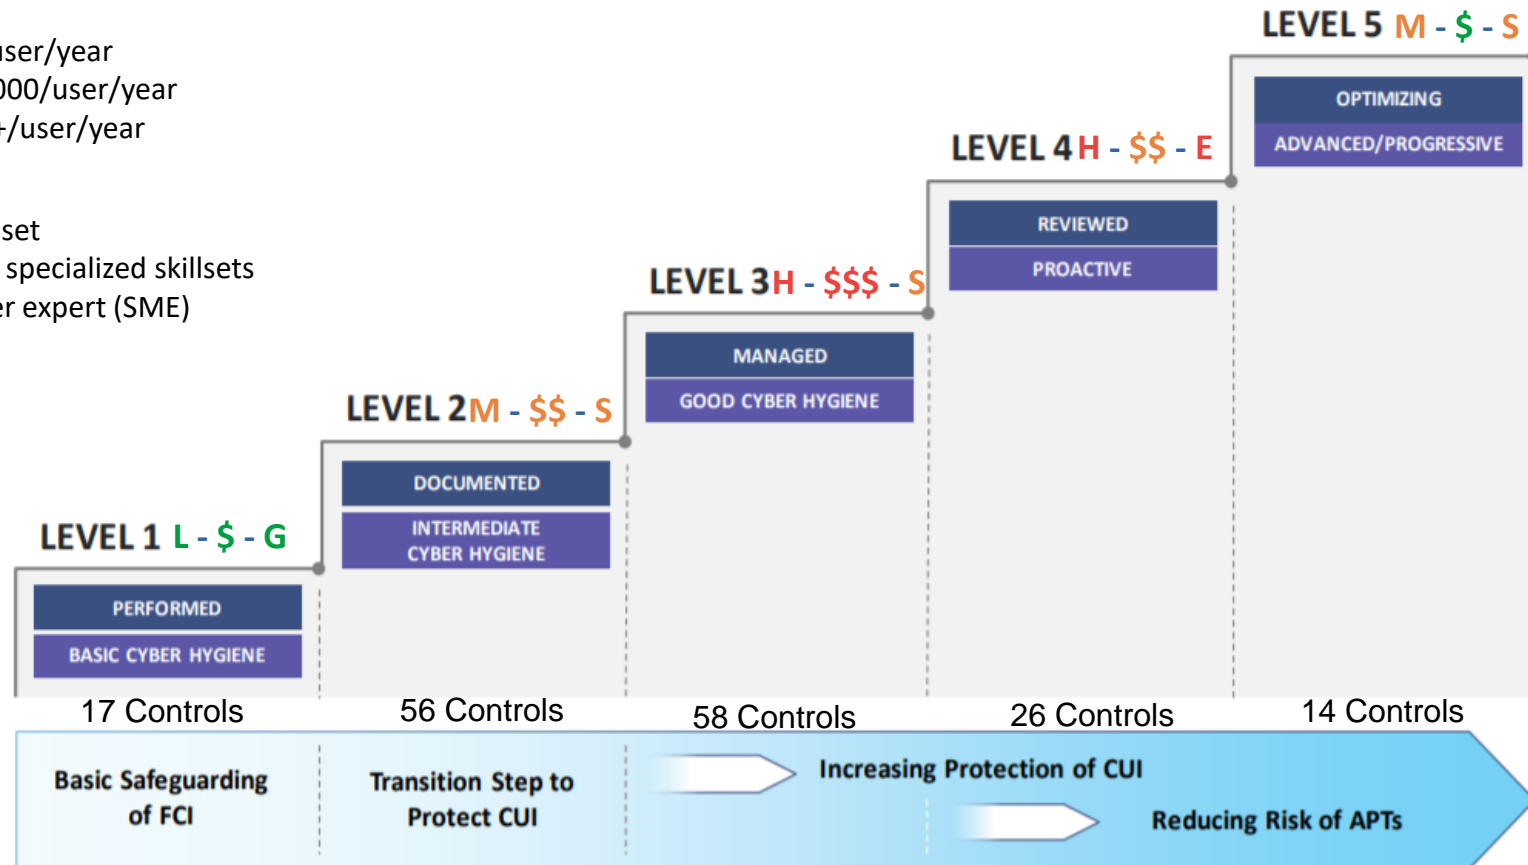 user/year
000/user/year
+/user/year
set
specialized skillsets
er expert (SME)
LEVEL 5 M - $ - S
OPTIMIZING
ADVANCED/PROGRESSIVE
LEVEL 4 H - $$ - E
REVIEWED
PROACTIVE
LEVEL 3 H - $$$ - S
MANAGED
GOOD CYBER HYGIENE
LEVEL 2 M - $$ - S
DOCUMENTED
INTERMEDIATE
CYBER HYGIENE
LEVEL 1 L - $ - G
PERFORMED
BASIC CYBER HYGIENE
17 Controls
56 Controls
58 Controls
26 Controls
14 Controls
Basic Safeguarding
of FCI
Transition Step to
Protect CUI
Increasing Protection of CUI
Reducing Risk of APTs